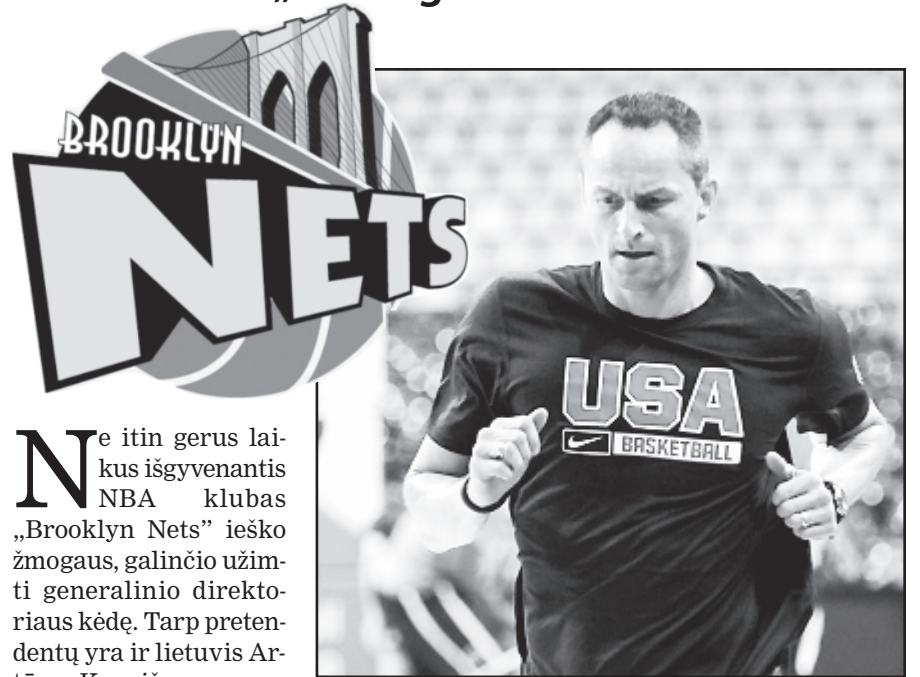 BROOKLYN
NETS
USA
BASKETBALL
Ne itin gerus lai-
kus išgyvenantis
NBA klubas
„Brooklyn Nets” ieško
žmogaus, galinčio užim-
ti generalinio direkto-
riaus kėdę. Tarp preten-
dentų yra ir lietuvis Ar-